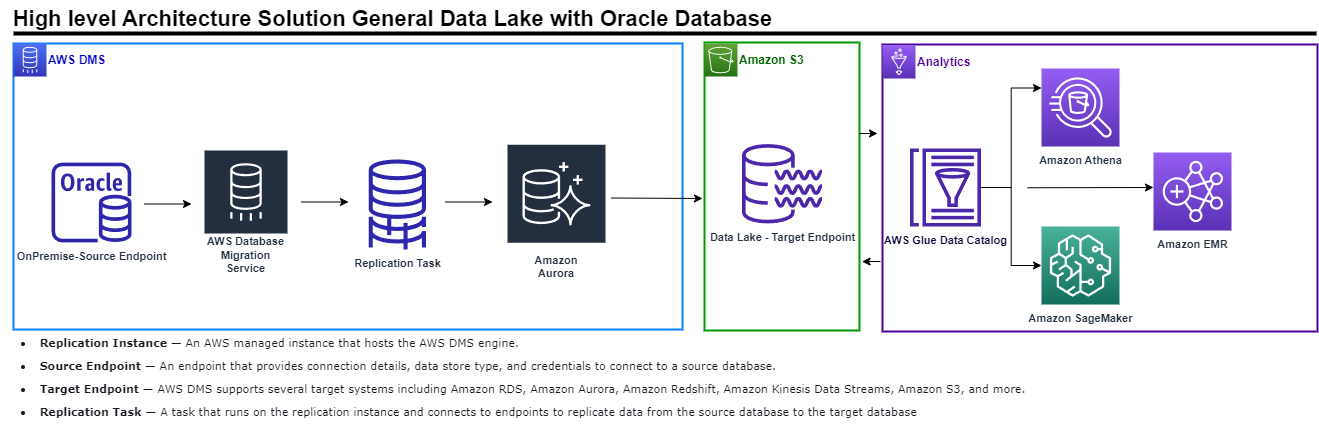 High level Architecture Solution General Data Lake with Oracle Database
AWS DMS
Amazon S3
Analytics
Oracle
OnPremise-Source Endpoint
AWS Database
Migration
Service
Replication Task
Amazon
Aurora
Data Lake - Target Endpoint
AWS Glue Data Catalog
Amazon Athena
Amazon EMR
Amazon SageMaker
• Replication Instance — An AWS managed instance that hosts the AWS DMS engine.
• Source Endpoint — An endpoint that provides connection details, data store type, and credentials to connect to a source database.
• Target Endpoint — AWS DMS supports several target systems including Amazon RDS, Amazon Aurora, Amazon Redshift, Amazon Kinesis Data Streams, Amazon S3, and more.
• Replication Task — A task that runs on the replication instance and connects to endpoints to replicate data from the source database to the target database